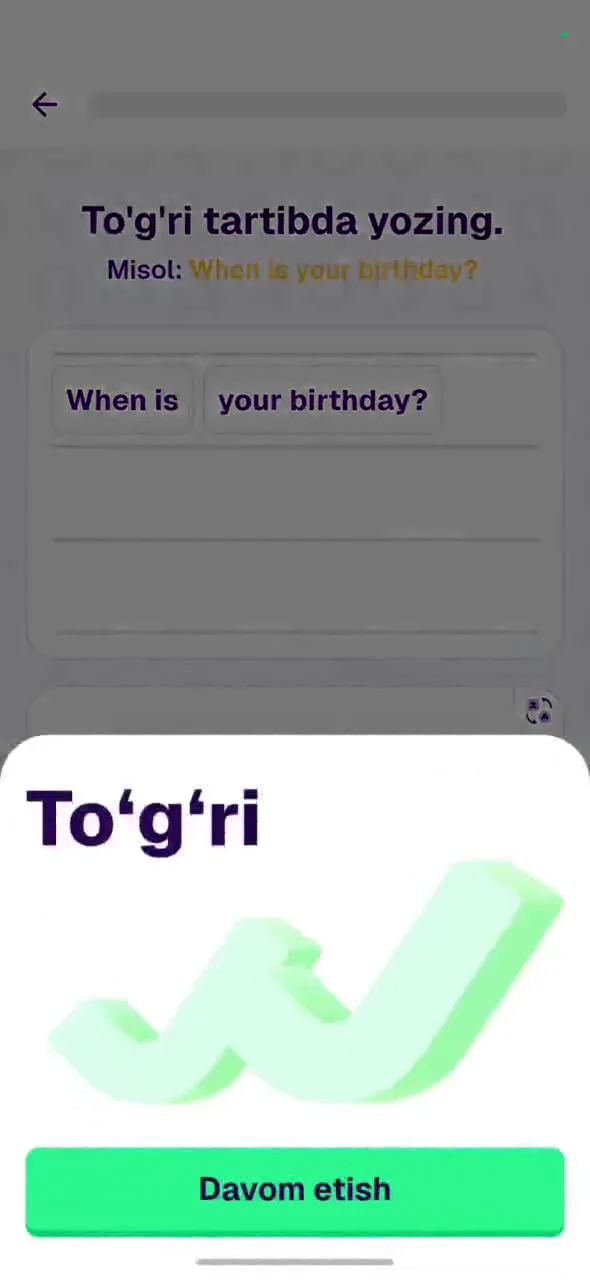 To'g'ri tartibda yozing.
Misol: When is your birthday?
When is your birthday?
To‘g‘ri
Davom etish